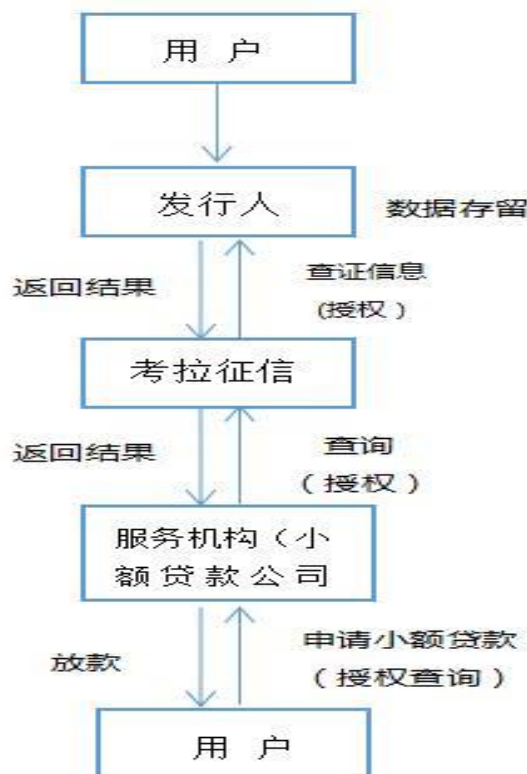 用 户
发行人
数据存留
返回结果
查证信息
(授权）
考拉征信
返回结果
查询
（授权）
服务机构（小
额贷款公司
放款
申请小额贷款
（授权查询）
用 户